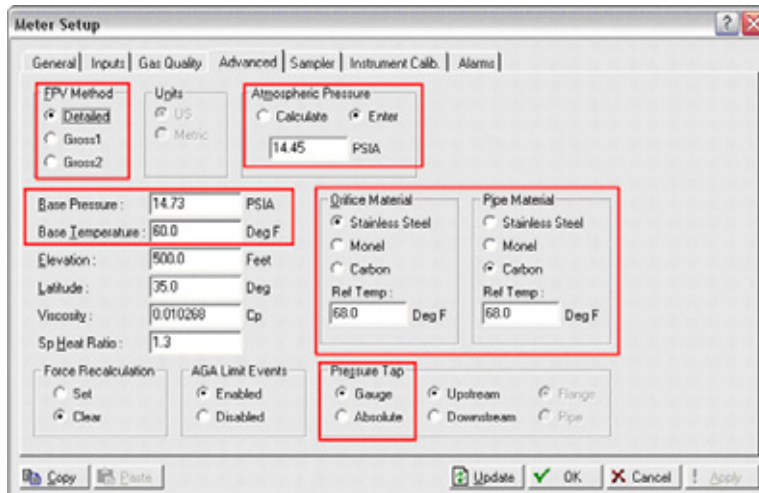 Meter Setup
General Inputs Gas Quality Advanced Sampler Instrument Calib. Alarms
FPV Method
Detailed
Gross1
Gross2
Units
US
Metric
Atmospheric Pressure
Calculate Enter
14.45 PSIA
Base Pressure : 14.73 PSIA
Base Temperature : 60.0 Deg F
Elevation : 500.0 Feet
Latitude : 35.0 Deg
Viscosity : 0.010268 Cp
Sp Heat Ratio : 1.3
Orifice Material
Stainless Steel
Monel
Carbon
Ref Temp :
68.0 Deg F
Pipe Material
Stainless Steel
Monel
Carbon
Ref Temp :
68.0 Deg F
Force Recalculation
Set
Clear
AGA Limit Events
Enabled
Disabled
Pressure Tap
Gauge Upstream Flange
Absolute Downstream Pipe
Copy Paste Update OK Cancel Apply